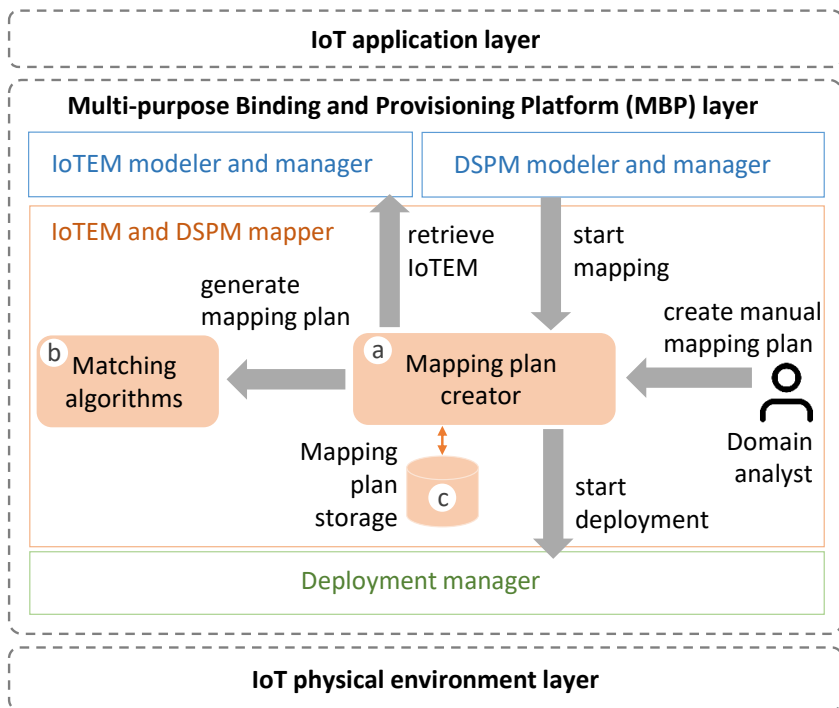 IoT application layer
Multi-purpose Binding and Provisioning Platform (MBP) layer
IoTEM modeler and manager
DSPM modeler and manager
IoTEM and DSPM mapper
retrieve
IoTEM
start
mapping
generate
mapping plan
create manual
mapping plan
b
Matching
algorithms
a
Mapping plan
creator
Domain
analyst
Mapping
plan
storage
c
start
deployment
Deployment manager
IoT physical environment layer